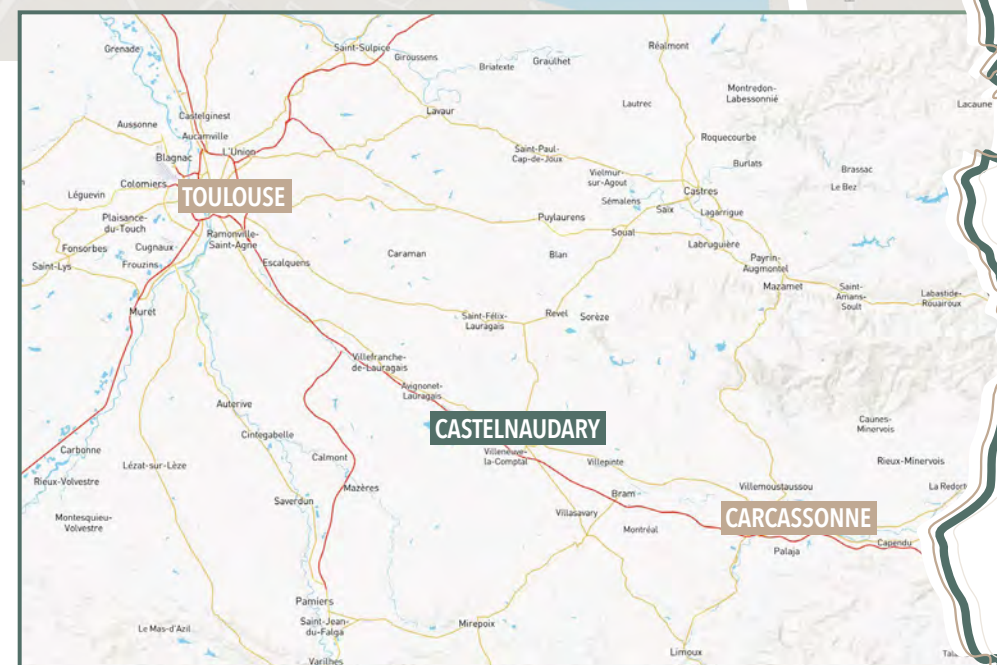 Grenade
Saint-Sulpice
Giroussens
Briatexte
Graulhet
Réalmont
Montredon-
Labessonnié
Lacaune
Lautrec
Lavaur
Castelginest
Aussonne
Aucamville
L'Union
Blagnac
Roquecourbe
Saint-Paul-
Cap-de-Joux
Burlats
Brassac
Le Bez
Vielmur-
sur-Agout
Colomiers
Léguevin
TOULOUSE
Castres
Sémalens
Saïx
Lagarrigue
Plaisance-
du-Touch
Puylaurens
Soual
Labruguière
Ramonville-
Saint-Agne
Cugnaux
Fonsorbes
Frouzins
Saint-Lys
Escalquens
Caraman
Blan
Payrin-
Augmontel
Mazamet
Saint-
Amans-
Soult
Labastide-
Rouairoux
Muret
Saint-Félix-
Lauragais
Revel
Sorèze
Villefranche-
de-Lauragais
Avignonet-
Lauragais
Auterive
CASTELNAUDARY
Caunes-
Minervois
Cintegabelle
Carbonne
Lézat-sur-Lèze
Calmont
Villeneuve-
la-Comptal
Villepinte
Rieux-Minervois
Rieux-Volvestre
Mazères
Villemoustaussou
La Redort
Saverdun
Bram
Montesquieu-
Volvestre
Villasavary
Montréal
CARCASSONNE
Palaja
Capendu
Pamiers
Le Mas-d'Azil
Saint-Jean-
du-Falga
Mirepoix
Varilhes
Limoux